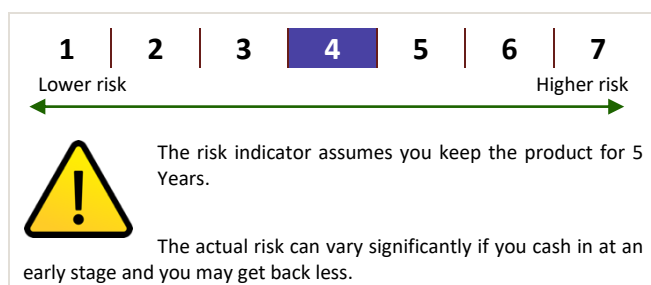 1 2 3 4 5 6 7
Lower risk Higher risk
The risk indicator assumes you keep the product for 5
Years.
The actual risk can vary significantly if you cash in at an
early stage and you may get back less.